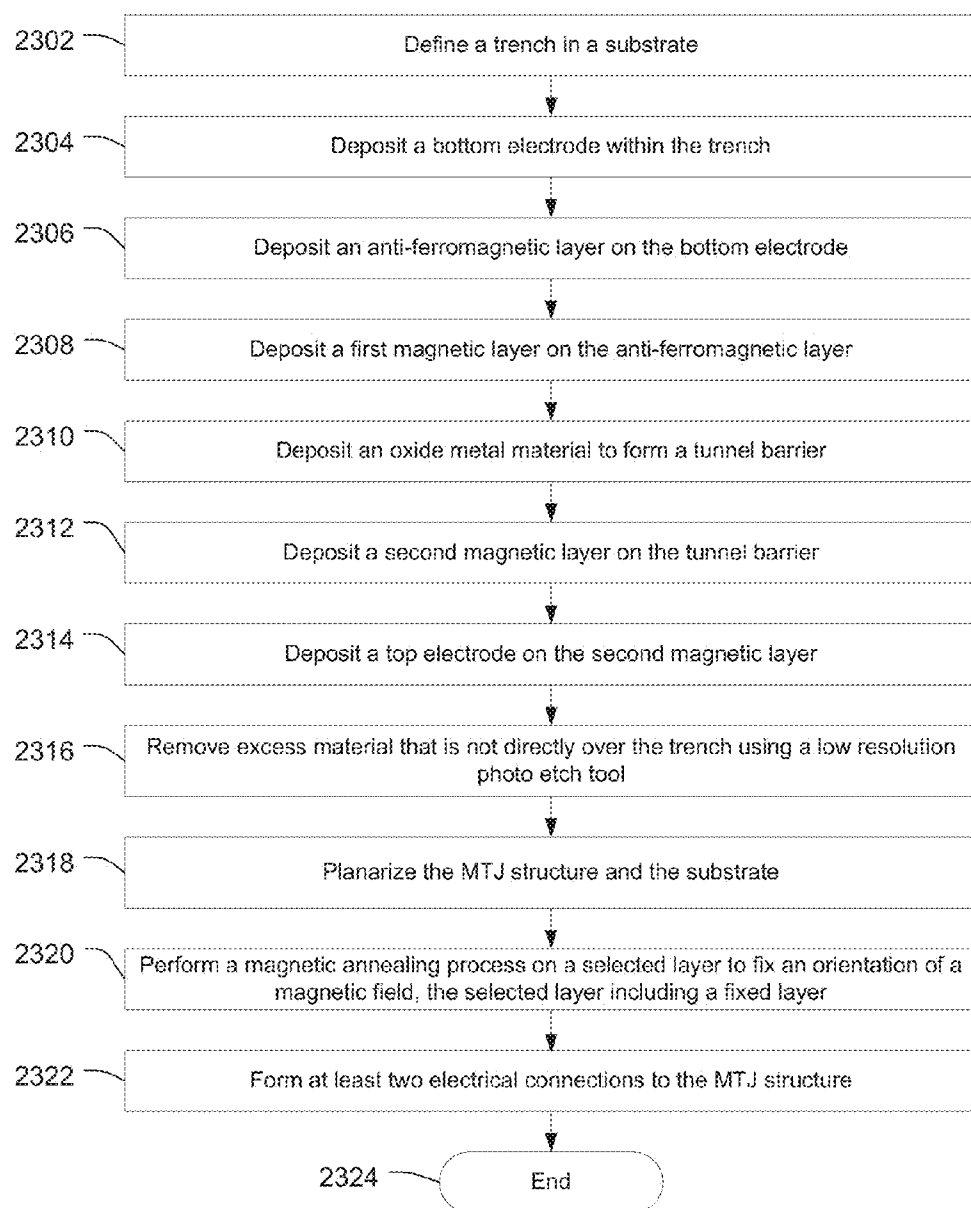 2302
Define a trench in a substrate
2304
Deposit a bottom electrode within the trench
2306
Deposit an anti-ferromagnetic layer on the bottom electrode
2308
Deposit a first magnetic layer on the anti-ferromagnetic layer
2310
Deposit an oxide metal material to form a tunnel barrier
2312
Deposit a second magnetic layer on the tunnel barrier
2314
Deposit a top electrode on the second magnetic layer
2316
Remove excess material that is not directly over the trench using a low resolution
photo etch tool
2318
Planarize the MTJ structure and the substrate
2320
Perform a magnetic annealing process on a selected layer to fix an orientation of a
magnetic field, the selected layer including a fixed layer
2322
Form at least two electrical connections to the MTJ structure
2324
End